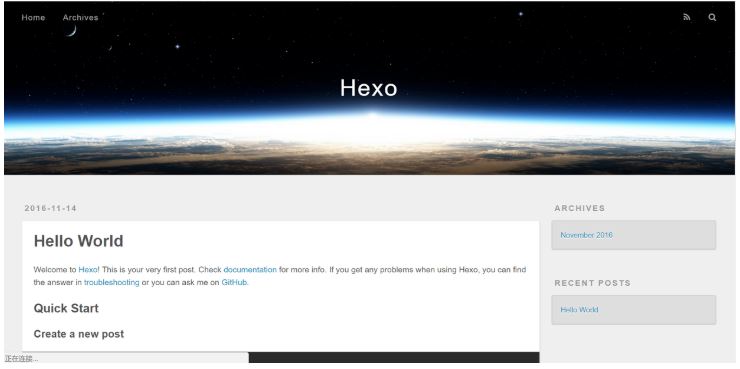 Home Archives
Hexo
2016-11-14
Hello World
Welcome to Hexo! This is your very first post. Check documentation for more info. If you get any problems when using Hexo, you can find
the answer in troubleshooting or you can ask me on GitHub.
Quick Start
Create a new post
ARCHIVES
November 2016
RECENT POSTS
Hello World
正在连接...